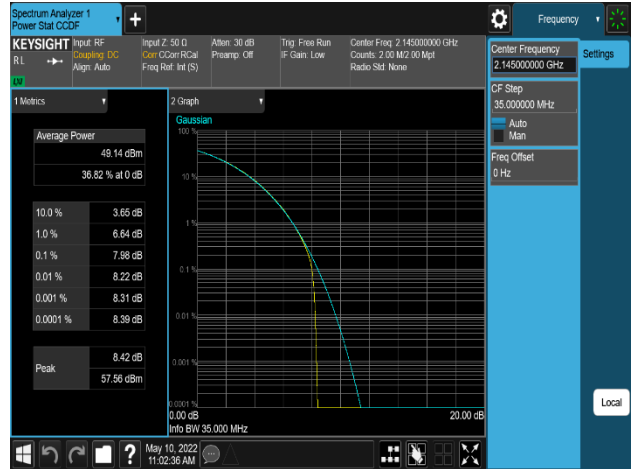 Spectrum Analyzer 1
Power Stat CCDF
+
Frequency
KEYSIGHT
RL
LW
Input: RF
Coupling: DC
Align: Auto
Input Z: 50 Ω
Corr CCorr RCal
Freq Ref: Int (S)
Atten: 30 dB
Preamp: Off
Trig: Free Run
IF Gain: Low
Center Freq: 2.145000000 GHz
Counts: 2.00 M/2.00 Mpt
Radio Std: None
Center Frequency
2.145000000 GHz
Settings
CF Step
35.000000 MHz
Auto
Man
Freq Offset
0 Hz
1 Metrics
Average Power
49.14 dBm
36.82 % at 0 dB
10.0 % 3.65 dB
1.0 % 6.64 dB
0.1 % 7.98 dB
0.01 % 8.22 dB
0.001 % 8.31 dB
0.0001 % 8.39 dB
Peak
8.42 dB
57.56 dBm
2 Graph
Gaussian
100 %
10 %
1 %
0.1 %
0.01 %
0.001 %
0.0001 %
0.00 dB 20.00 dB
Info BW 35.000 MHz
Local
?
May 10, 2022
11:02:36 AM